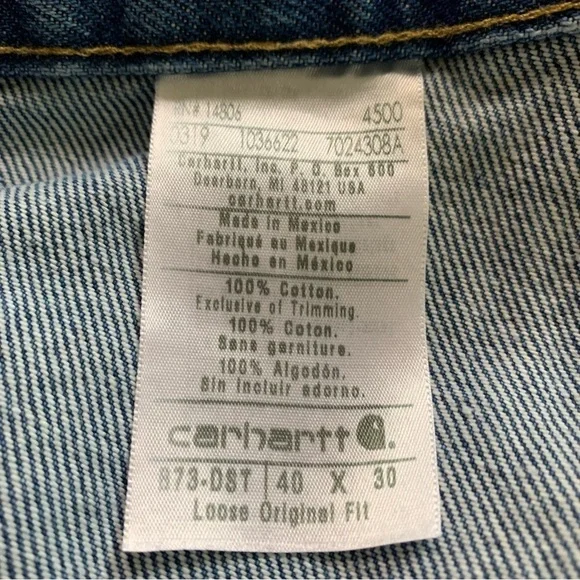 RN# 14806 4500
0319 1036622 7024308A
Carhartt, Inc. P. O. Box 600
Dearborn, MI 48121 USA
carhartt.com
Made in Mexico
Fabriqué au Mexique
Hecho en México
100% Cotton.
Exclusive of Trimming.
100% Coton.
Sans garniture.
100% Algodón.
Sin incluir adorno.
carhartt
B73-DST 40 X 30
Loose Original Fit